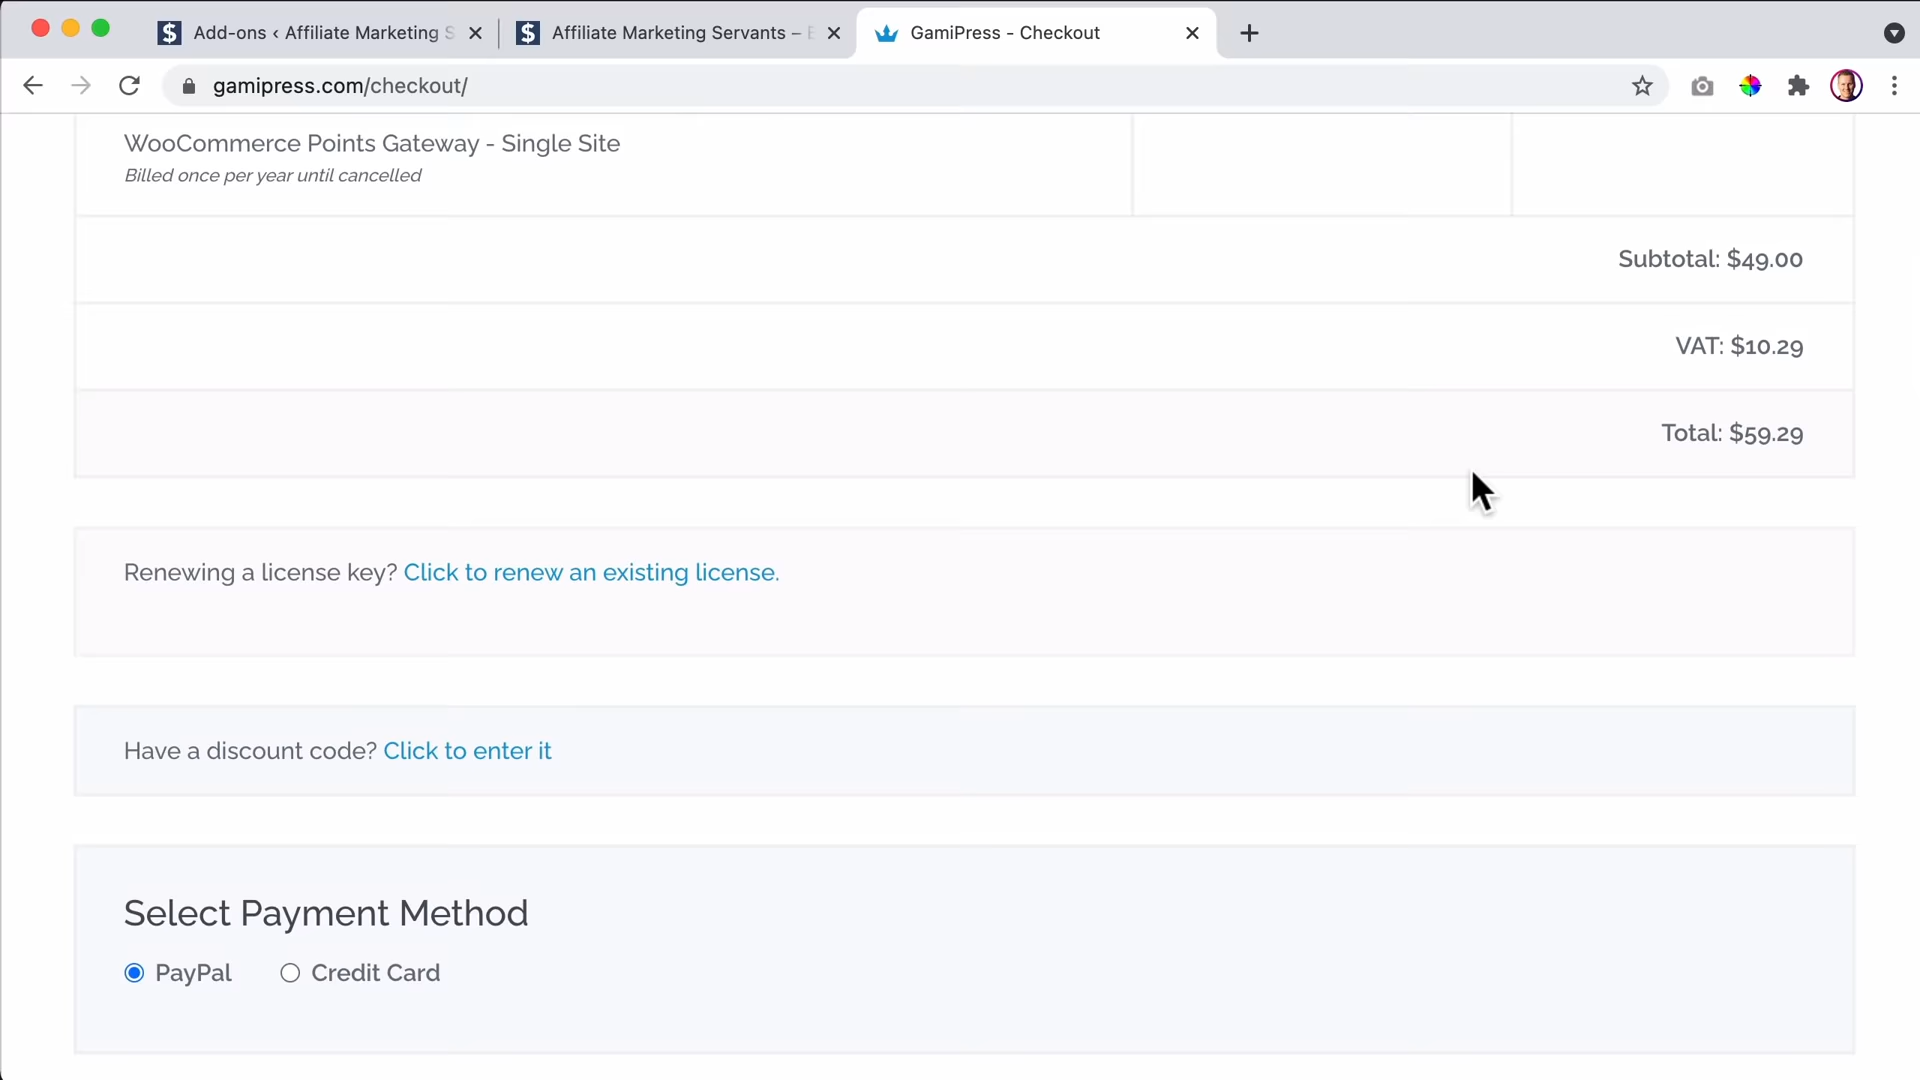 Add-ons ‹ Affiliate Marketing S
Affiliate Marketing Servants –
GamiPress - Checkout
gamipress.com/checkout/
WooCommerce Points Gateway - Single Site
Billed once per year until cancelled
Subtotal: $49.00
VAT: $10.29
Total: $59.29
Renewing a license key? Click to renew an existing license.
Have a discount code? Click to enter it
Select Payment Method
PayPal
Credit Card